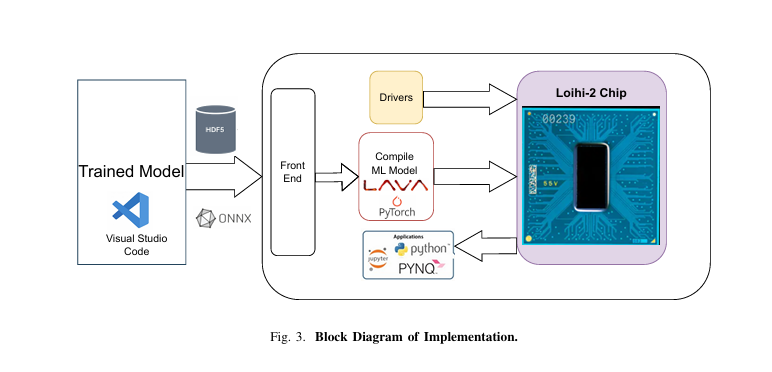 Trained Model
Visual Studio
Code
HDF5
ONNX
Front
End
Drivers
Compile
ML Model
LAVA
PyTorch
Applications
jupyter
python
PYNQ
Loihi-2 Chip
00239
Fig. 3. Block Diagram of Implementation.